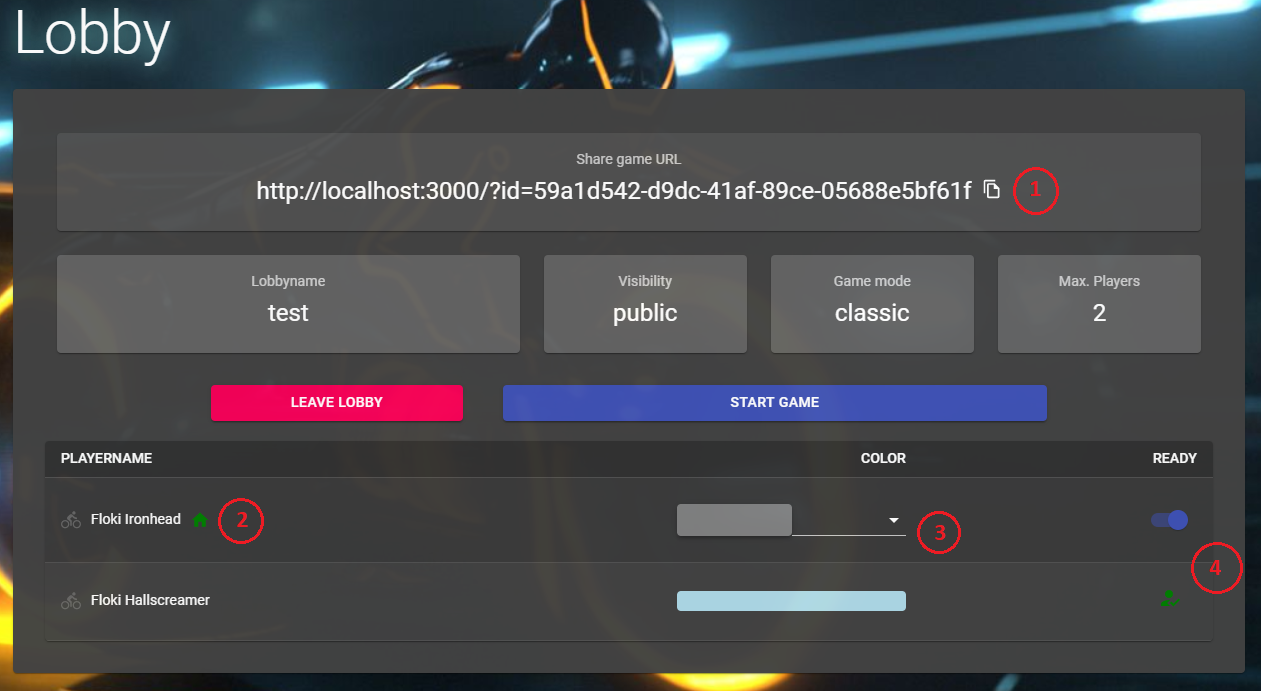 Lobby
Share game URL
http://localhost:3000/?id=59a1d542-d9dc-41af-89ce-05688e5bf61f
1
Lobbyname
Visibility
Game mode
Max. Players
test
public
classic
2
LEAVE LOBBY
START GAME
PLAYERNAME
COLOR
READY
Floki Ironhead
2
3
4
Floki Hallscreamer